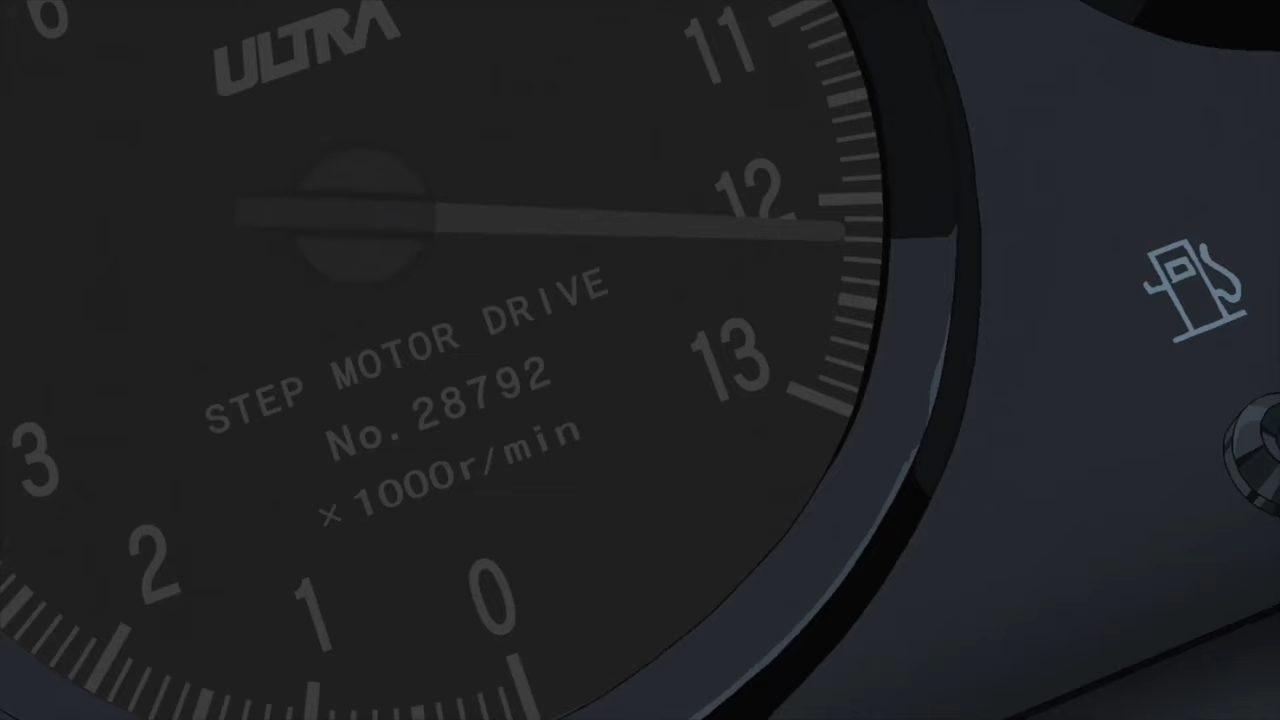 6
ULTRA
11
12
STEP MOTOR DRIVE
13
No. 28792
×1000r/min
3
2
1
0